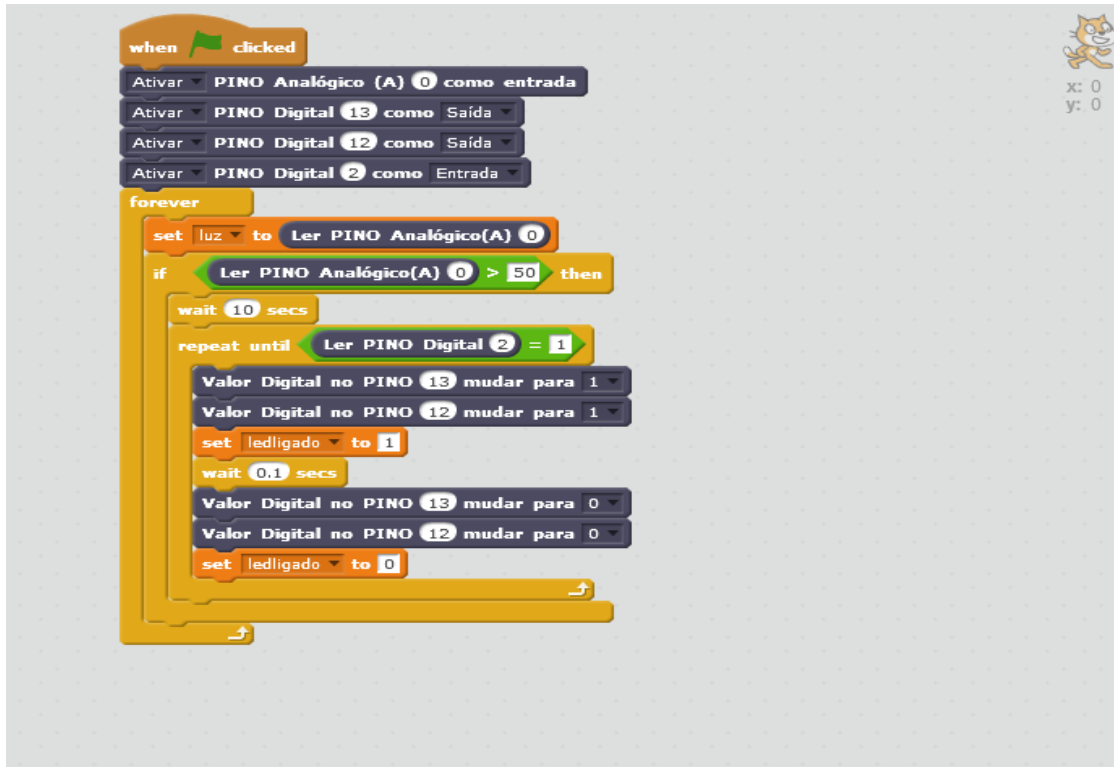 when clicked
Ativar PINO Analógico (A) 0 como entrada
Ativar PINO Digital 13 como Saída
Ativar PINO Digital 12 como Saída
Ativar PINO Digital 2 como Entrada
forever
set luz to Ler PINO Analógico(A) 0
if Ler PINO Analógico(A) 0 > 50 then
wait 10 secs
repeat until Ler PINO Digital 2 = 1
Valor Digital no PINO 13 mudar para 1
Valor Digital no PINO 12 mudar para 1
set ledligado to 1
wait 0.1 secs
Valor Digital no PINO 13 mudar para 0
Valor Digital no PINO 12 mudar para 0
set ledligado to 0
x: 0
y: 0